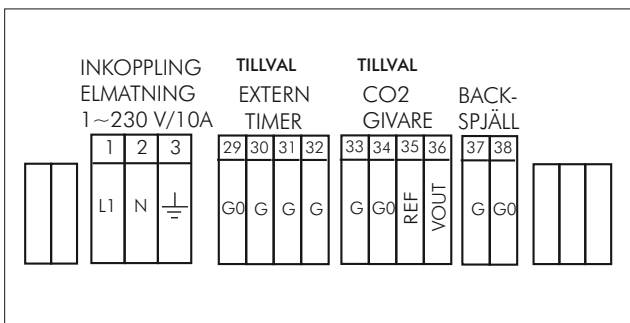 INKOPPLING
ELMATNING
1~230 V/10A
TILLVAL
EXTERN
TIMER
TILLVAL
CO2
GIVARE
BACK-
SPJÄLL
1 2 3
L1 N
29 30 31 32
G0 G G G
33 34 35 36
G G0 REF VOUT
37 38
G G0